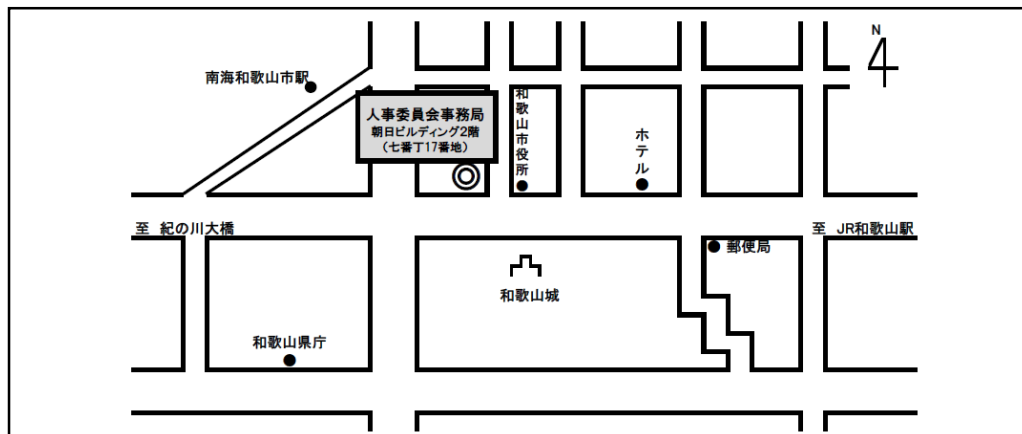 N
南海和歌山市駅
人事委員会事務局
朝日ビルディング2階
(七番丁17番地)
和歌山市役所
ホテル
至 紀の川大橋
至 JR和歌山駅
郵便局
和歌山城
和歌山県庁